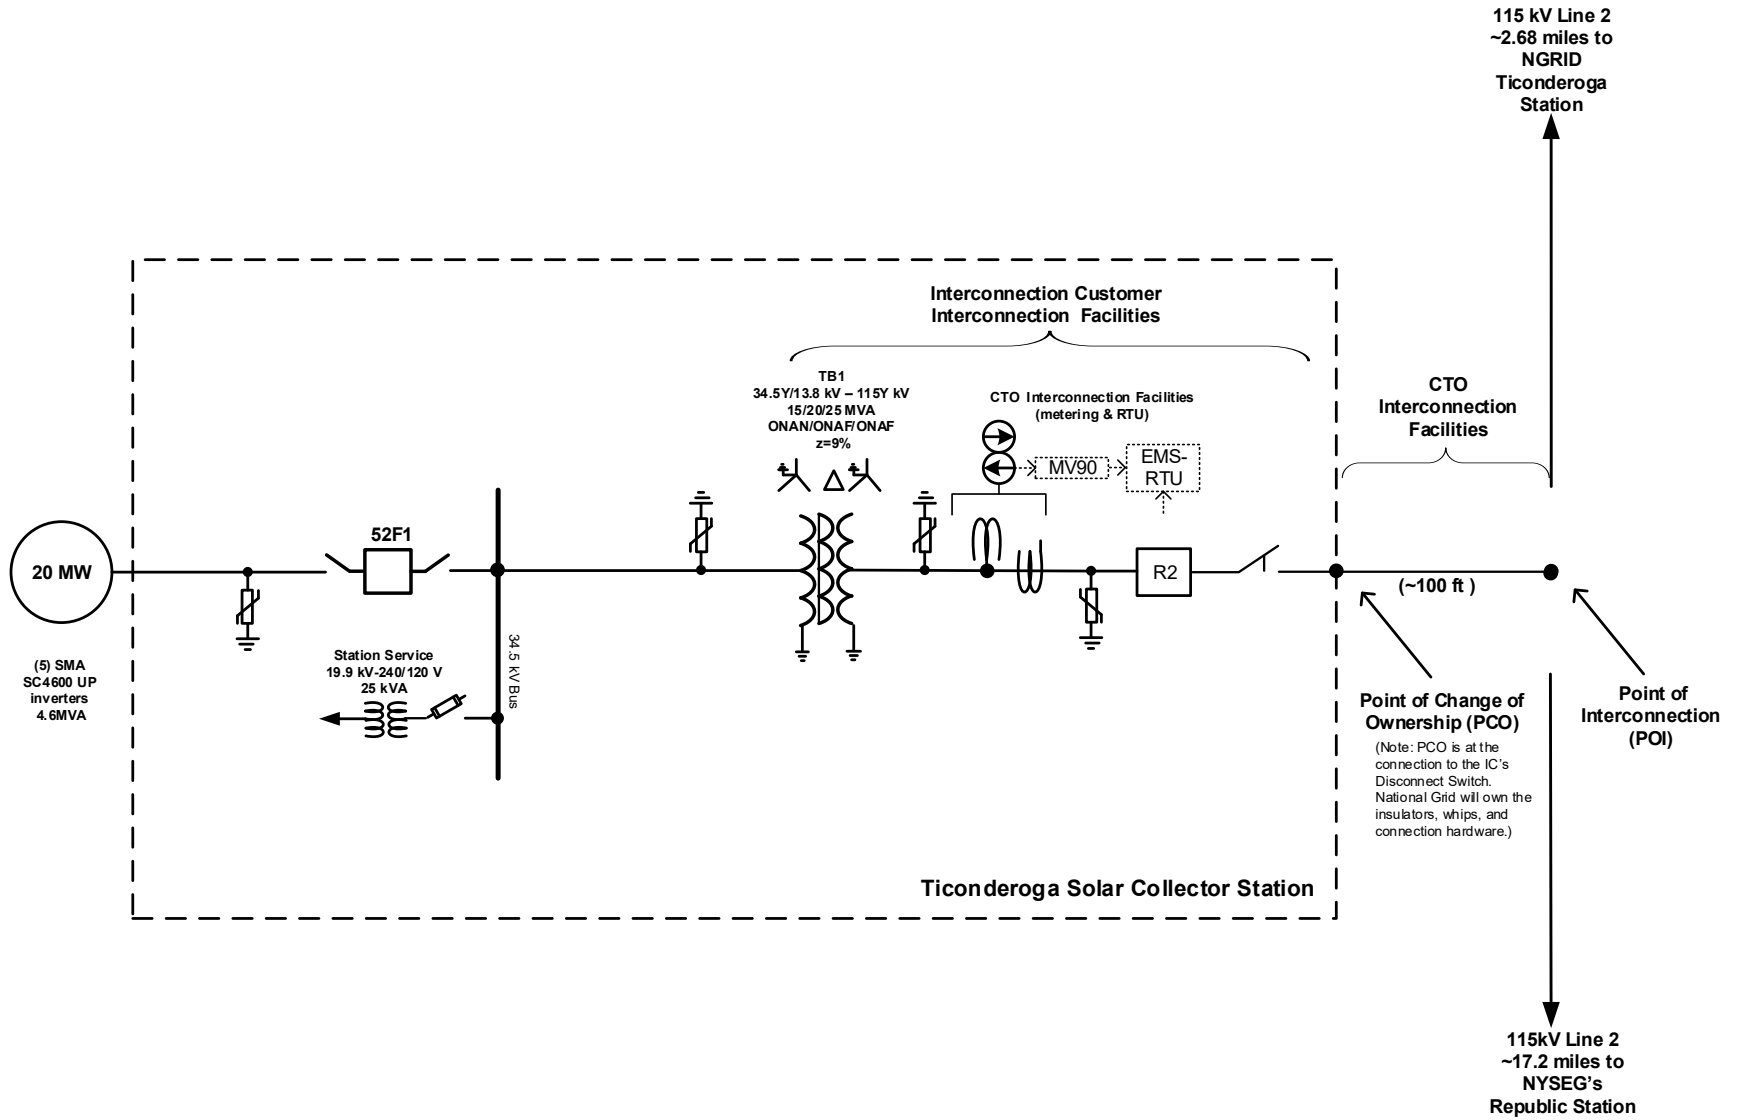 115 kV Line 2
~2.68 miles to
NGRID
Ticonderoga
Station
Interconnection Customer
Interconnection Facilities
TB1
34.5Y/13.8 kV – 115Y kV
15/20/25 MVA
ONAN/ONAF/ONAF
z=9%
CTO Interconnection Facilities
(metering & RTU)
MV90
EMS-
RTU
CTO
Interconnection
Facilities
20 MW
52F1
R2
(~100 ft )
(5) SMA
SC4600 UP
inverters
4.6MVA
Station Service
19.9 kV-240/120 V
25 kVA
34.5 kV Bus
Point of Change of
Ownership (PCO)
(Note: PCO is at the
connection to the IC's
Disconnect Switch.
National Grid will own the
insulators, whips, and
connection hardware.)
Point of
Interconnection
(POI)
Ticonderoga Solar Collector Station
115kV Line 2
~17.2 miles to
NYSEG's
Republic Station